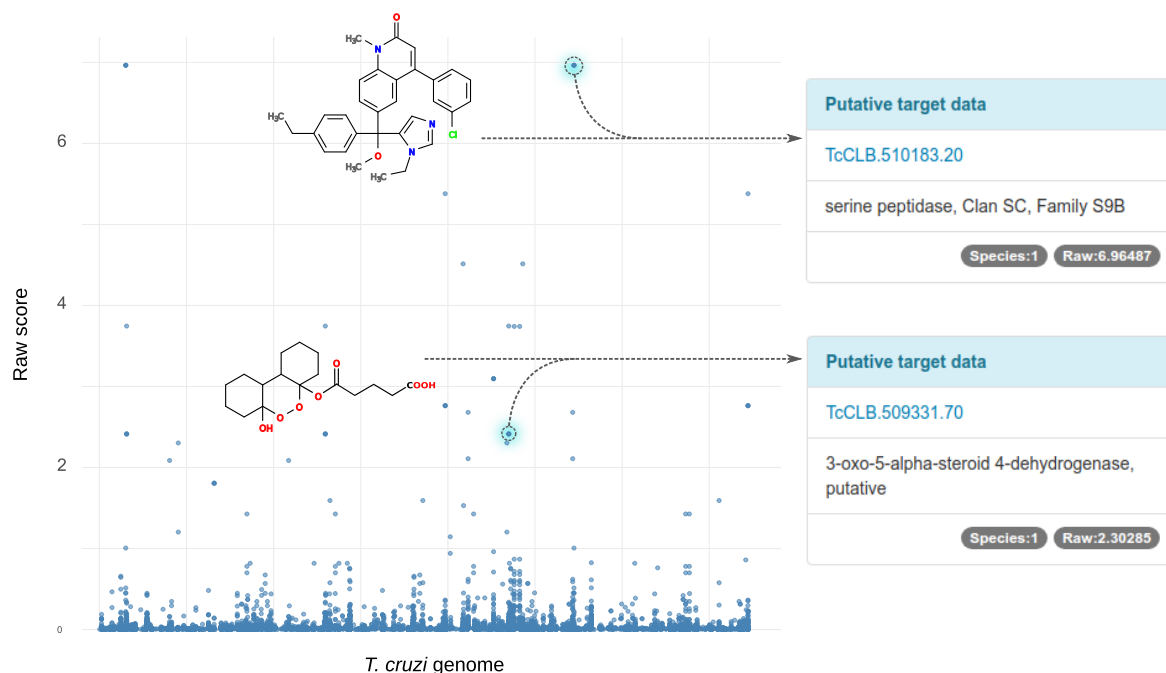 O
H₃C
N
Cl
N
N
H₃C
O
H₃C
H₃C
Raw score
6
4
2
0
O
O
COOH
O
O
OH
T. cruzi genome
Putative target data
TcCLB.510183.20
serine peptidase, Clan SC, Family S9B
Species:1 Raw:6.96487
Putative target data
TcCLB.509331.70
3-oxo-5-alpha-steroid 4-dehydrogenase,
putative
Species:1 Raw:2.30285